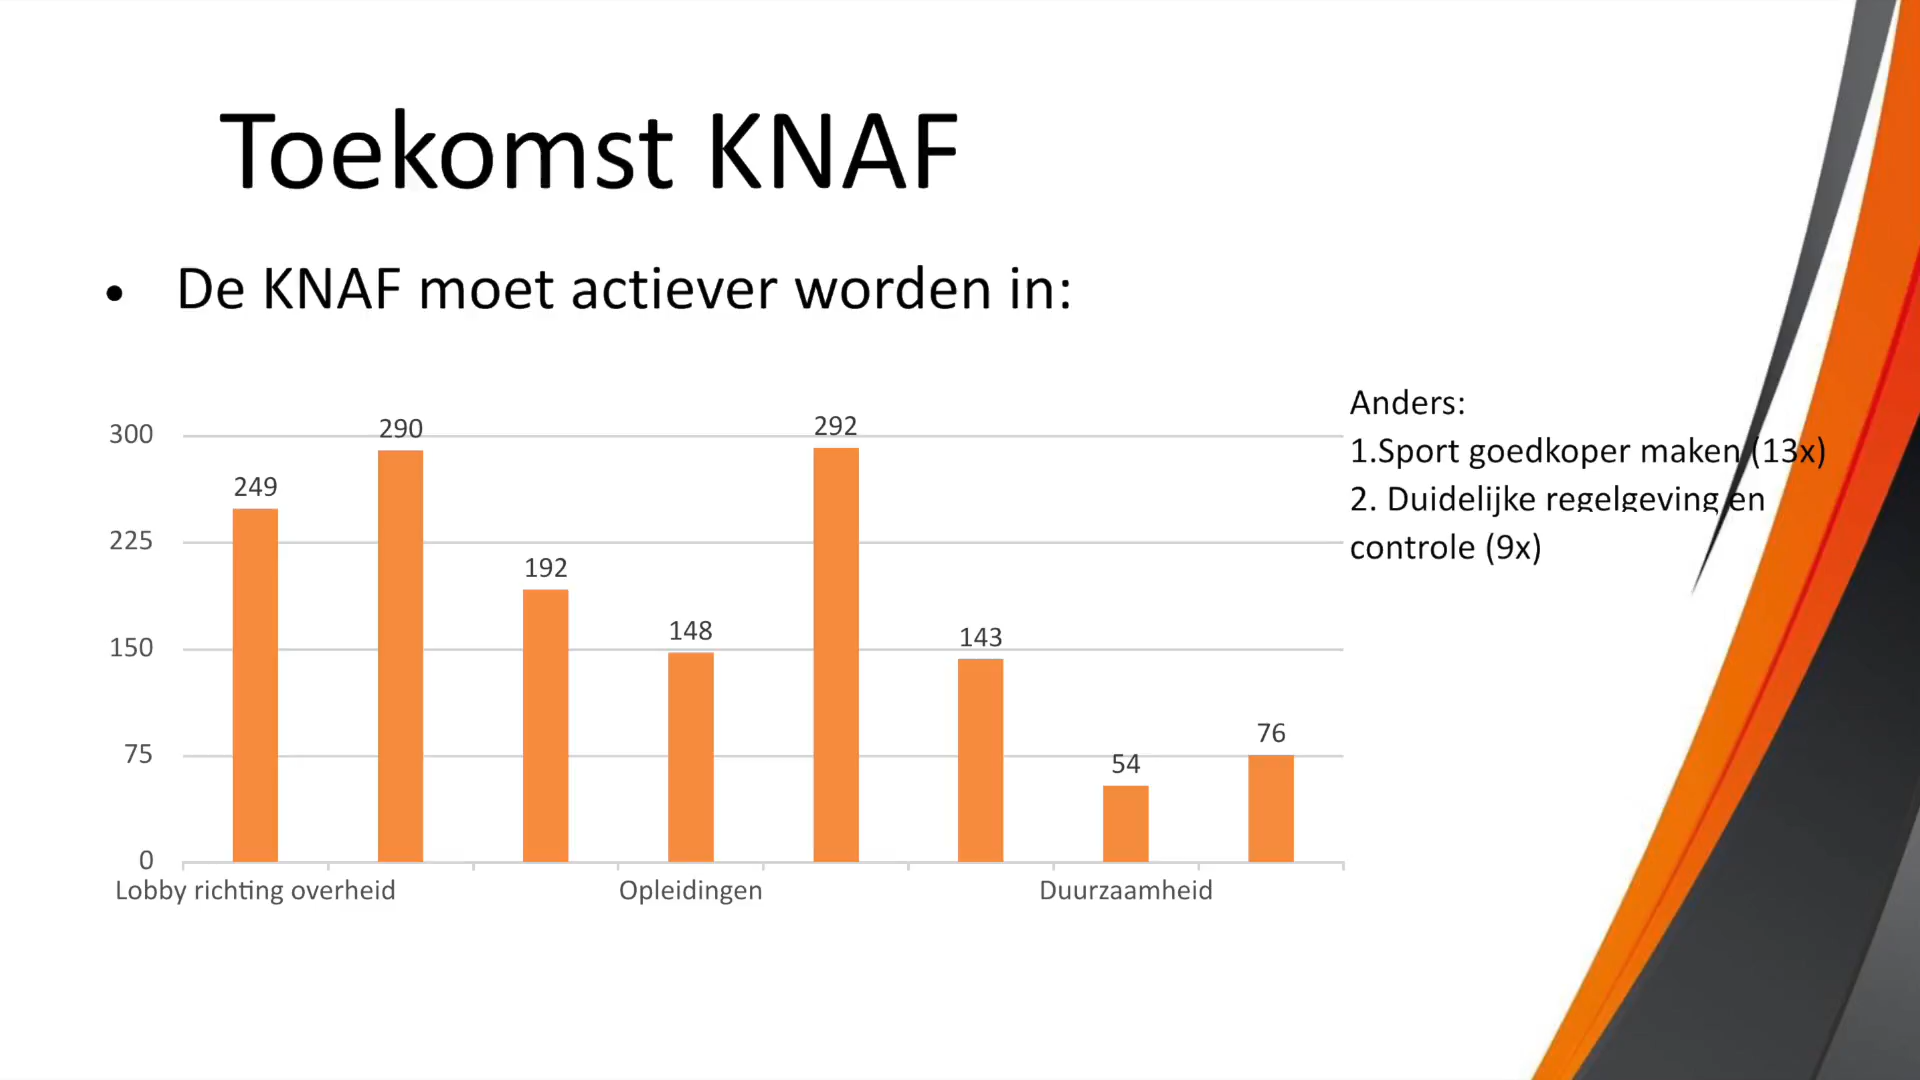 Toekomst KNAF
• De KNAF moet actiever worden in:
Anders:
1.Sport goedkoper maken (13x)
2. Duidelijke regelgeving en
controle (9x)
300
225
150
75
0
249
290
192
148
292
143
54
76
Lobby richting overheid
Opleidingen
Duurzaamheid